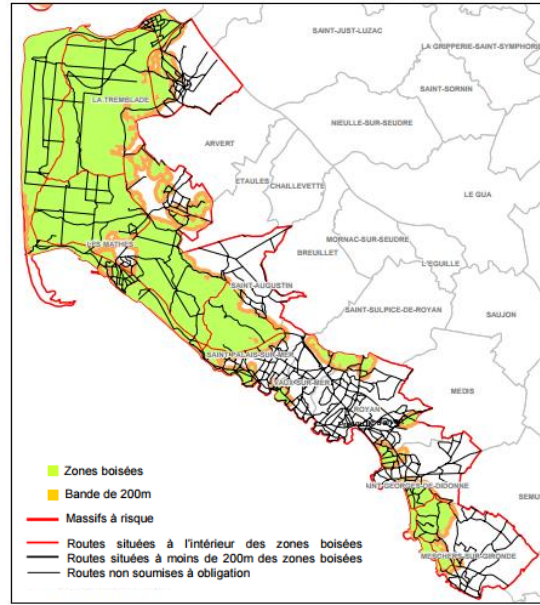 SAINT-JUST-LUZAC
LA GRIPPERIE-SAINT-SYMPHORI
SAINT-SORNIN
LA TREMBLADE
NIEULLE-SUR-SEUDRE
ARVERT
ETAULES
CHAILLEVETTE
LE GUA
MORNAC-SUR-SEUDRE
LES MATHES
BREUILLET
L'EGUILLE
SAINT-AUGUSTIN
SAINT-SULPICE-DE-ROYAN
SAUJON
SAINT-PALAIS-SUR-MER
VAUX-SUR-MER
MEDIS
ROYAN
SAINT-GEORGES-DE-DIDONNE
SEMU
MESCHERS-SUR-GIRONDE
Zones boisées
Bande de 200m
Massifs à risque
Routes situées à l'intérieur des zones boisées
Routes situées à moins de 200m des zones boisées
Routes non soumises à obligation